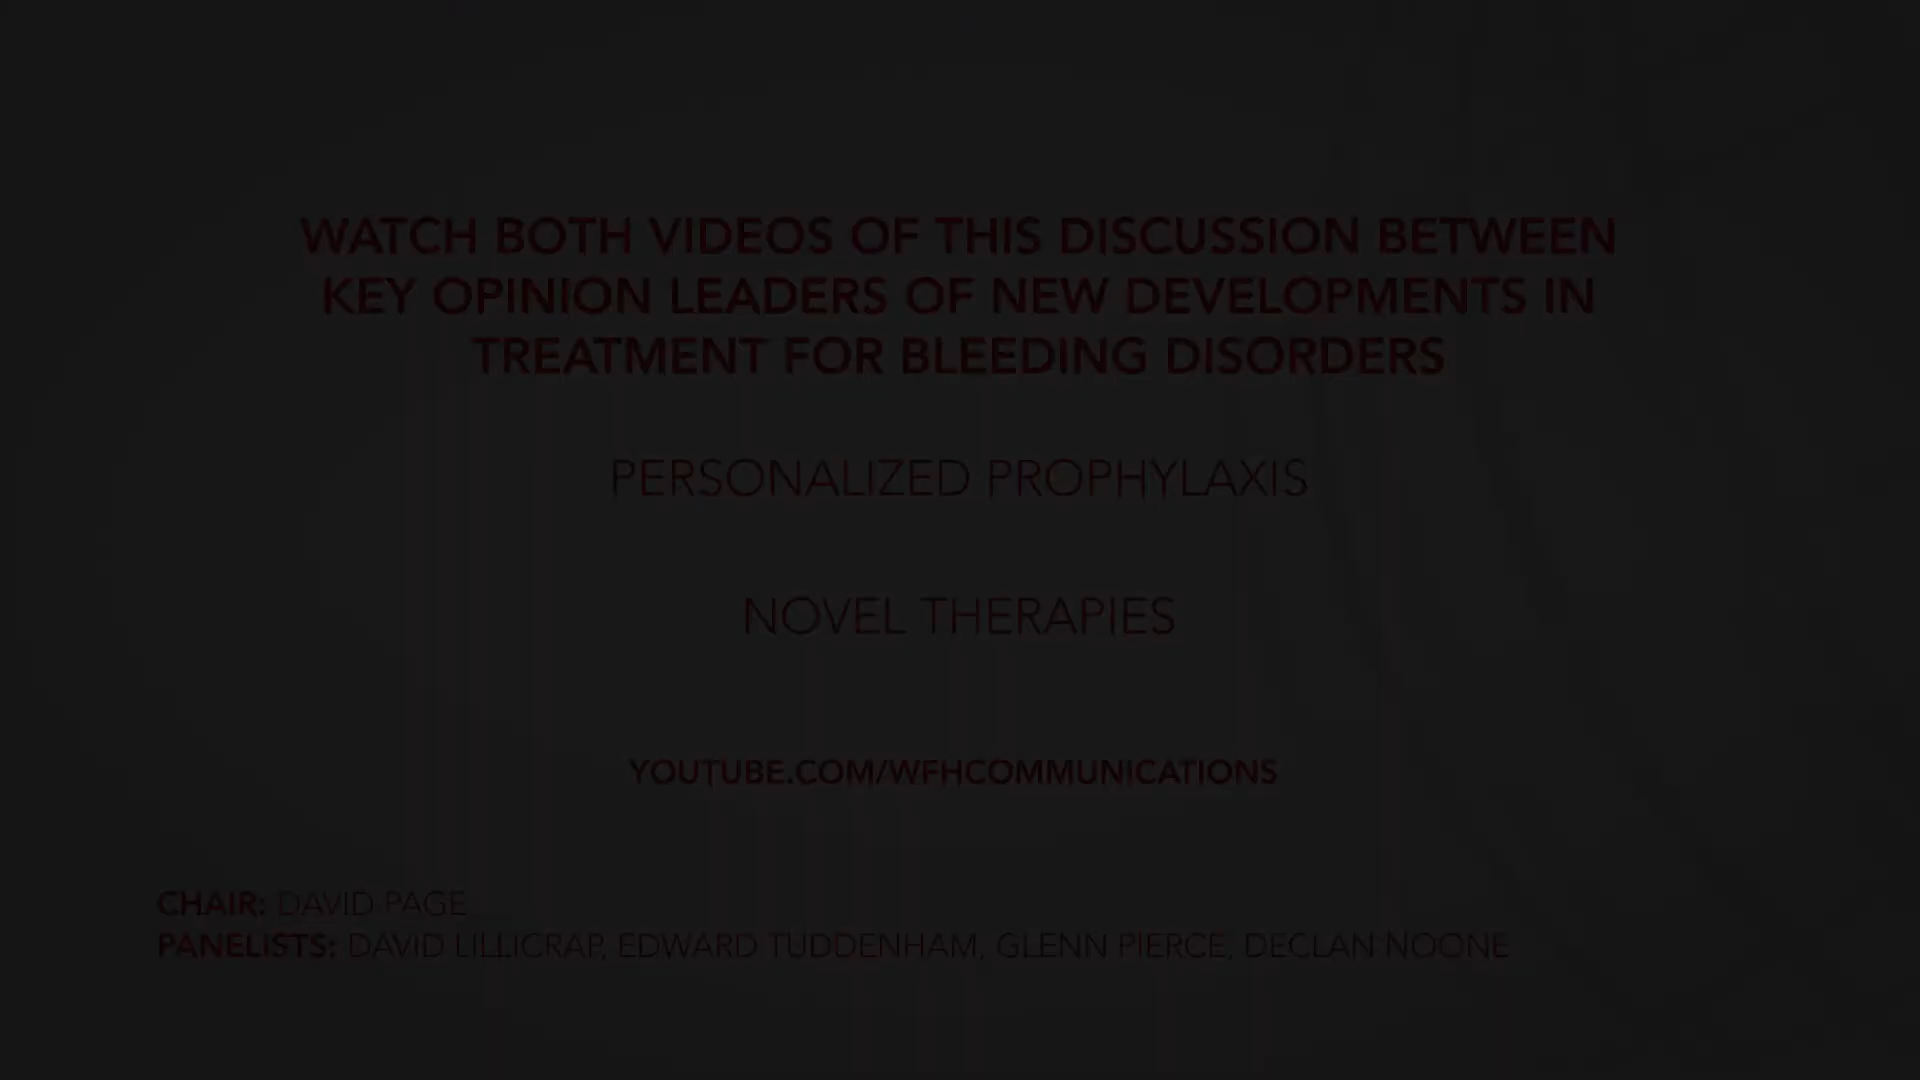 WATCH BOTH VIDEOS OF THIS DISCUSSION BETWEEN
KEY OPINION LEADERS OF NEW DEVELOPMENTS IN
TREATMENT FOR BLEEDING DISORDERS
PERSONALIZED PROPHYLAXIS
NOVEL THERAPIES
YOUTUBE.COM/WFHCOMMUNICATIONS
CHAIR: DAVID PAGE
PANELISTS: DAVID LILLICRAP, EDWARD TUDDENHAM, GLENN PIERCE, DECLAN NOONE